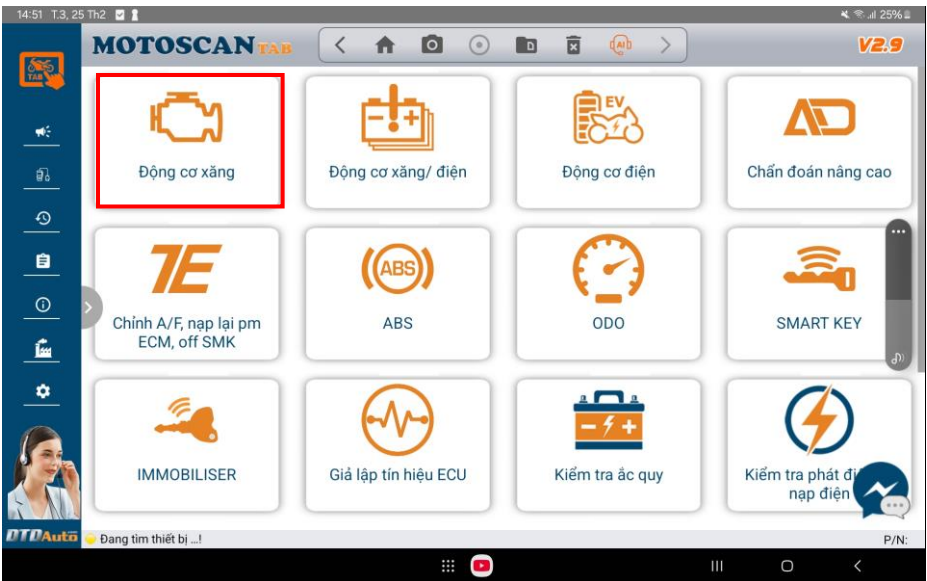 14:51 T.3, 25 Th2
25%
MOTOSCAN TAB
D
AI
V2.9
TAB
EV
Động cơ xăng
Động cơ xăng/ điện
Động cơ điện
Chẩn đoán nâng cao
7E
ABS
Chỉnh A/F, nạp lại pm
ECM, off SMK
ABS
ODO
SMART KEY
IMMOBILISER
Giả lập tín hiệu ECU
Kiểm tra ắc quy
Kiểm tra phát đi
nạp điện
DTDAuto
Đang tìm thiết bị ...!
P/N: